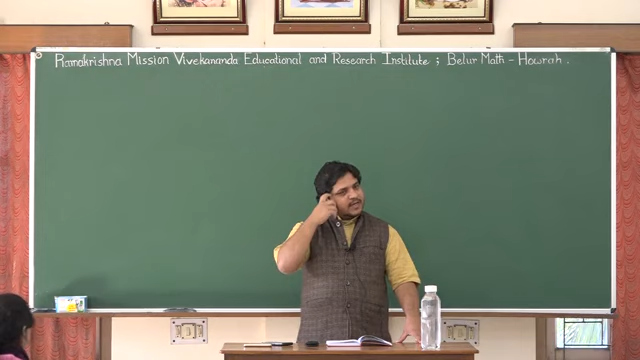 Ramakrishna Mission Vivekananda Educational and Research Institute ; Belur Math - Howrah.